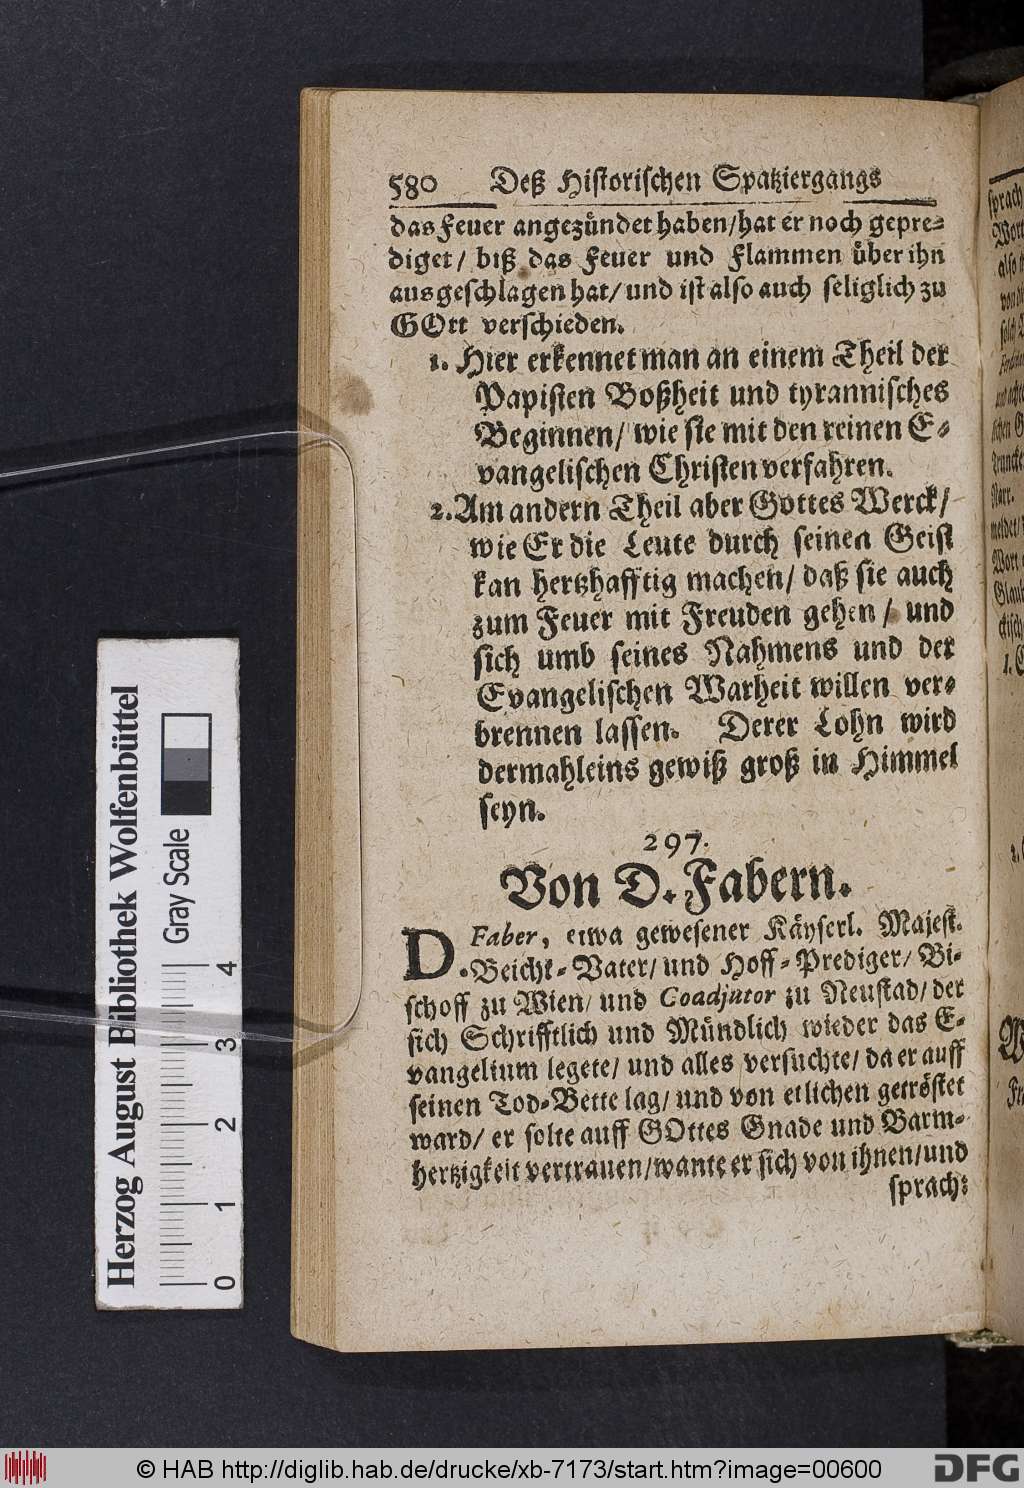 580 Deß Historischen Spatziergangs
das Feuer angezündet haben/hat er noch gepre-
diget/ biß das Feuer und Flammen über ihn
ausgeschlagen hat/ und ist also auch seliglich zu
GOtt verschieden.
1. Hier erkennet man an einem Theil der
Papisten Boßheit und tyrannisches
Beginnen/ wie sie mit den reinen E-
vangelischen Christen verfahren.
2. Am andern Theil aber Gottes Werck/
wie Er die Leute durch seinen Geist
kan hertzhafftig machen/ daß sie auch
zum Feuer mit Freuden gehen/ und
sich umb seines Nahmens und der
Evangelischen Warheit willen ver-
brennen lassen. Derer Lohn wird
dermahleins gewiß groß in Himmel
seyn.
297.
Von D. Fabern.
D. Faber, etwa gewesener Käyserl. Majest.
Beicht-Vater/ und Hoff-Prediger/ Bi-
schoff zu Wien/ und Coadjutor zu Neustad/ der
sich Schrifftlich und Mündlich wieder das E-
vangelium legete/ und alles versuchte/ da er auff
seinen Tod-Bette lag/ und von etlichen getröstet
ward/ er solte auff GOttes Gnade und Barm-
hertzigkeit vertrauen/wante er sich von ihnen/und
sprach:
Herzog August Bibliothek Wolfenbüttel
Gray Scale
0 1 2 3 4
© HAB http://diglib.hab.de/drucke/xb-7173/start.htm?image=00600
DFG